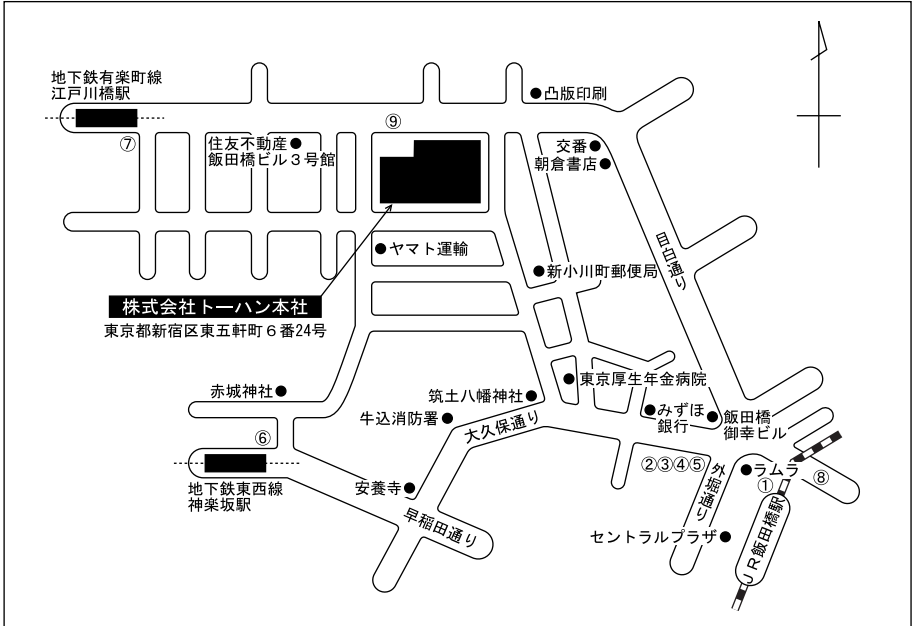 地下鉄有楽町線
江戸川橋駅
凸版印刷
⑨
⑦
住友不動産
飯田橋ビル３号館
交番
朝倉書店
目白通り
ヤマト運輸
新小川町郵便局
株式会社トーハン本社
東京都新宿区東五軒町６番24号
赤城神社
筑土八幡神社
東京厚生年金病院
牛込消防署
大久保通り
みずほ
銀行
飯田橋
御幸ビル
⑥
地下鉄東西線
神楽坂駅
安養寺
早稲田通り
②③④⑤
外堀通り
ラムラ
①
⑧
セントラルプラザ
ＪＲ飯田橋駅